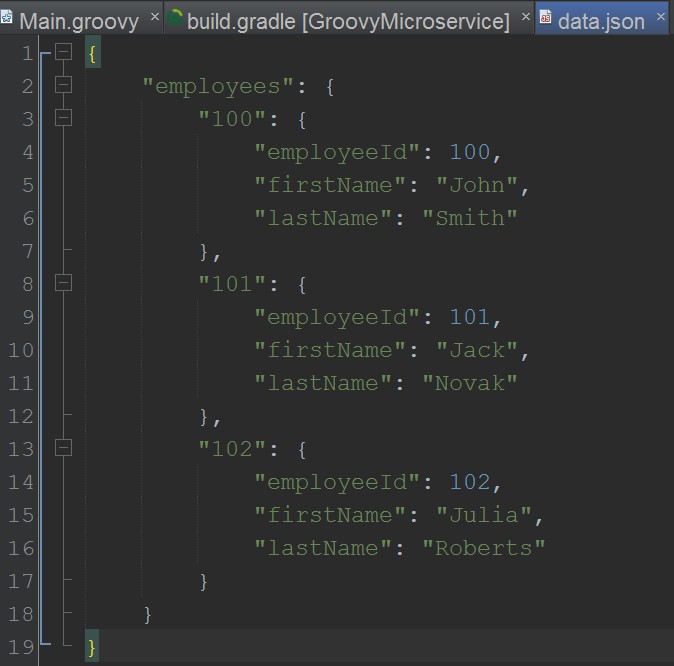 Main.groovy × build.gradle [GroovyMicroservice] × data.json ×
1 {
2     "employees": {
3         "100": {
4             "employeeId": 100,
5             "firstName": "John",
6             "lastName": "Smith"
7         },
8         "101": {
9             "employeeId": 101,
10             "firstName": "Jack",
11             "lastName": "Novak"
12         },
13         "102": {
14             "employeeId": 102,
15             "firstName": "Julia",
16             "lastName": "Roberts"
17         }
18     }
19 }